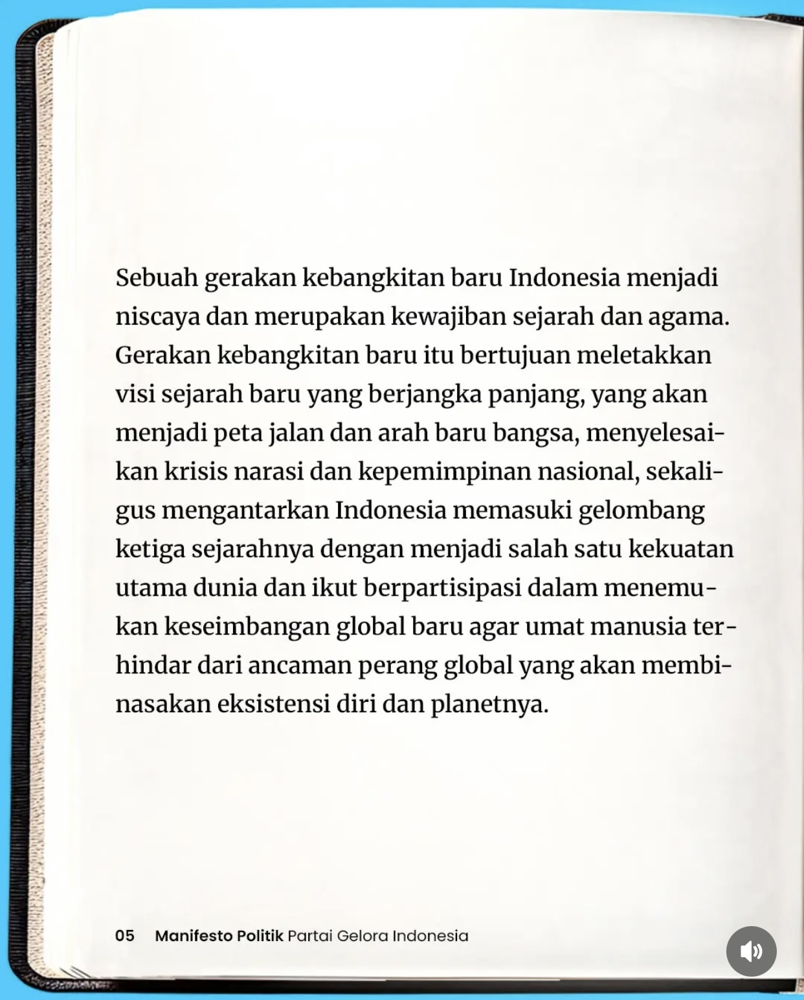 Sebuah gerakan kebangkitan baru Indonesia menjadi
niscaya dan merupakan kewajiban sejarah dan agama.
Gerakan kebangkitan baru itu bertujuan meletakkan
visi sejarah baru yang berjangka panjang, yang akan
menjadi peta jalan dan arah baru bangsa, menyelesai-
kan krisis narasi dan kepemimpinan nasional, sekali-
gus mengantarkan Indonesia memasuki gelombang
ketiga sejarahnya dengan menjadi salah satu kekuatan
utama dunia dan ikut berpartisipasi dalam menemu-
kan keseimbangan global baru agar umat manusia ter-
hindar dari ancaman perang global yang akan membi-
nasakan eksistensi diri dan planetnya.
05 Manifesto Politik Partai Gelora Indonesia